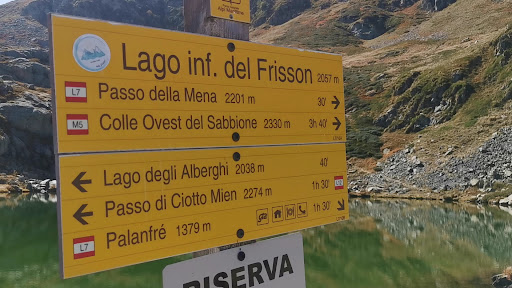 Lago inf. del Frisson 2057 m
L7 Passo della Mena 2201 m 30'
M5 Colle Ovest del Sabbione 2330 m 3h 40'
Lago degli Alberghi 2038 m 40'
Passo di Ciotto Mien 2274 m 1h 30
L7 Palanfré 1379 m 1h 30
RISERVA